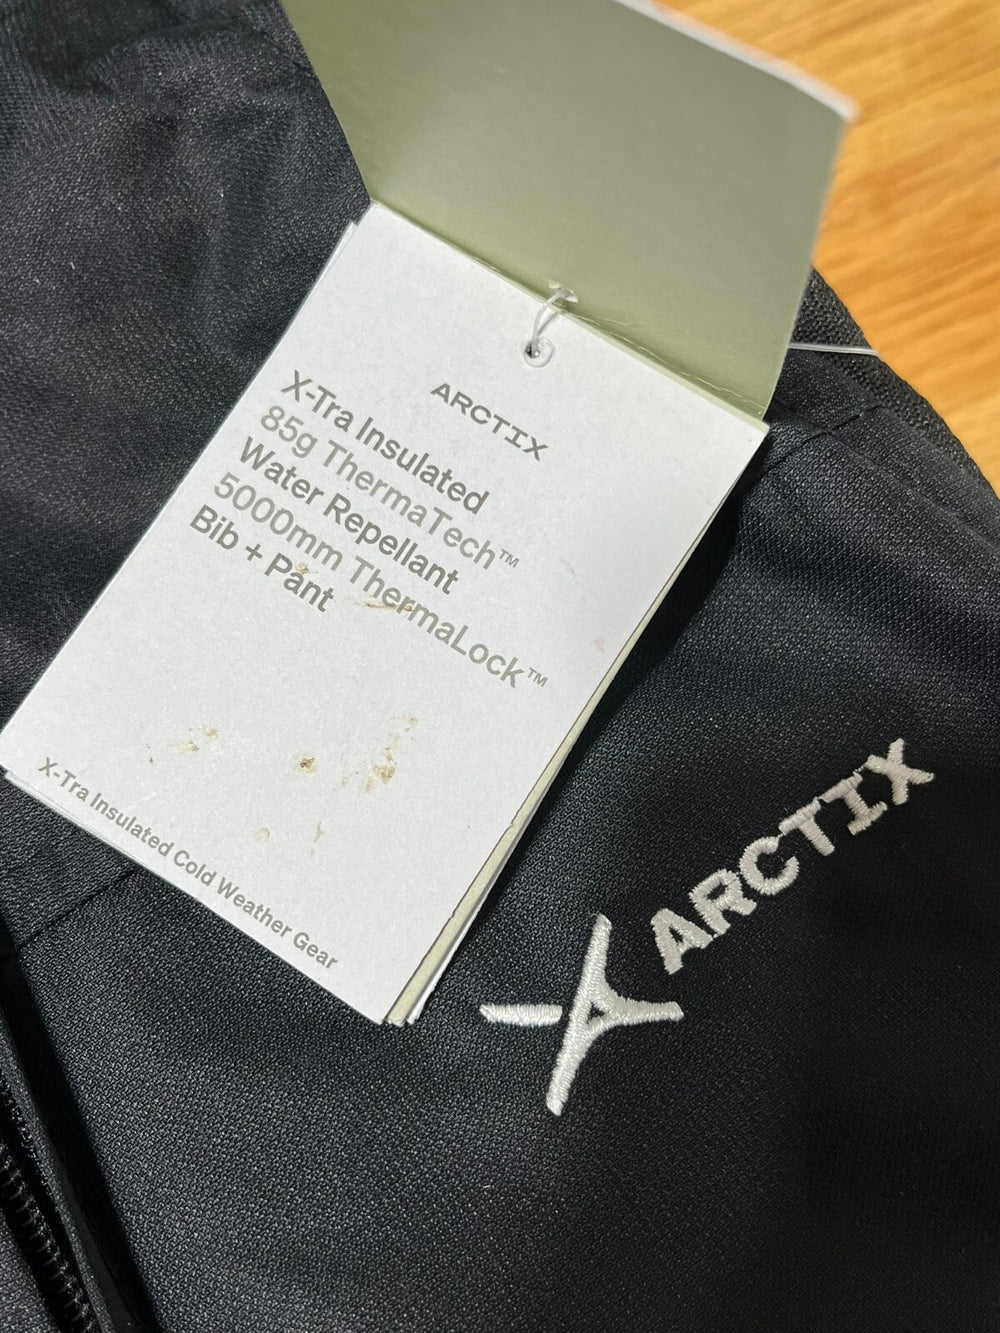 ARCTIX
X-Tra Insulated
85g ThermaTech™
Water Repellant
5000mm ThermaLock™
Bib + Pant
X-Tra Insulated Cold Weather Gear
ARCTIX